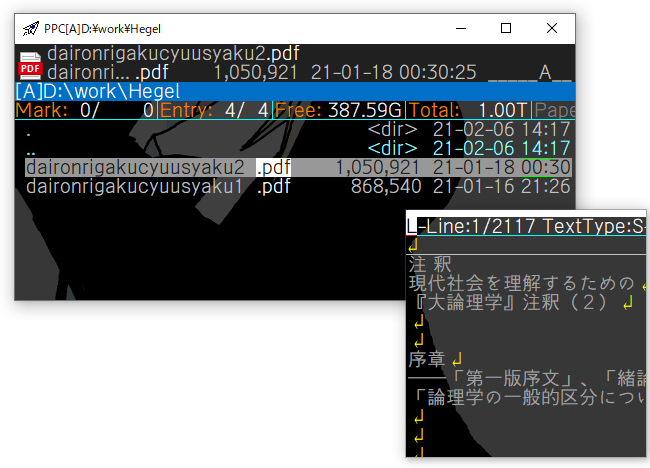 PPC[A]D:¥work¥Hegel
daironrigakucyuusyaku2.pdf
PDF
daironri... .pdf 1,050,921 21-01-18 00:30:25 _____A__
[A]D:\work\Hegel
Mark: 0/ 0 Entry: 4/ 4 Free: 387.59G Total: 1.00T Pape
. <dir> 21-02-06 14:17
.. <dir> 21-02-06 14:17
daironrigakucyuusyaku2 .pdf 1,050,921 21-01-18 00:30
daironrigakucyuusyaku1 .pdf 868,540 21-01-16 21:26
L-Line:1/2117 TextType:S-
↲
注 釈
現代社会を理解するための ↲
『大論理学』注釈（２） ↲
↲
↲
序章 ↲
――「第一版序文」、「緒論
「論理学の一般的区分につい
↲
↲
↲